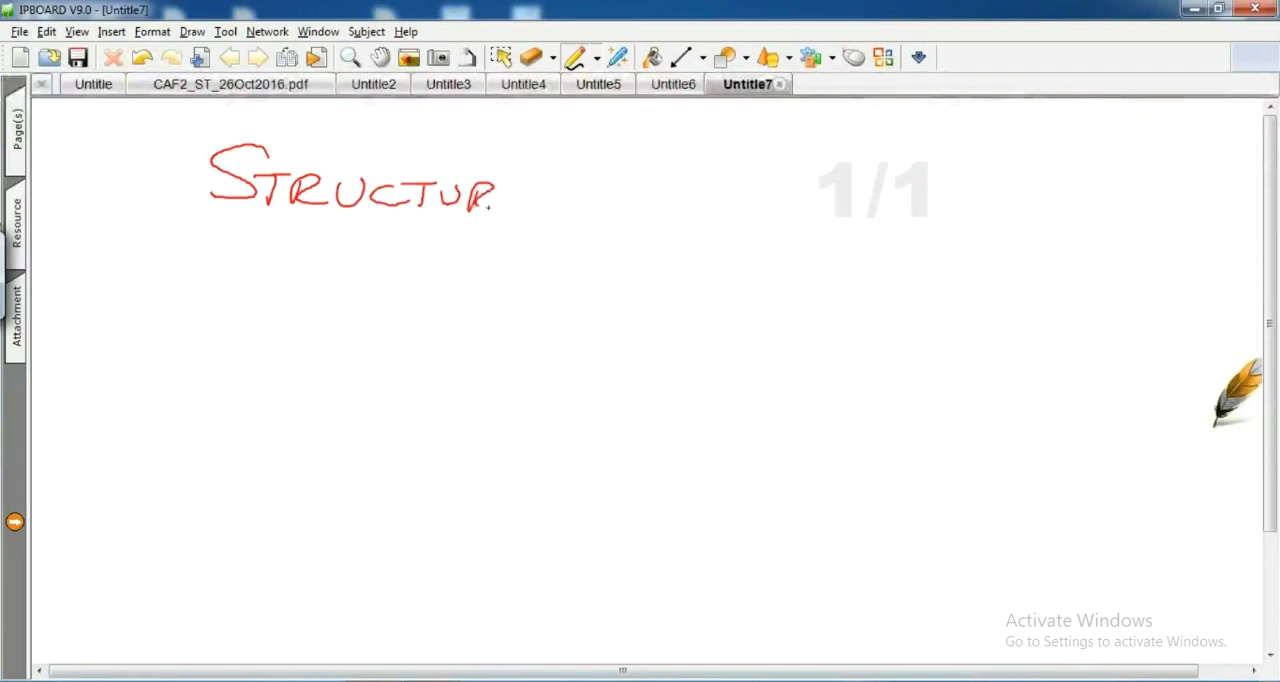 IPBOARD V9.0 - [Untitle7]
File Edit View Insert Format Draw Tool Network Window Subject Help
Untitle CAF2_ST_26Oct2016.pdf Untitle2 Untitle3 Untitle4 Untitle5 Untitle6 Untitle7
Page(s)
Resource
Attachment
STRUCTUR
1/1
Activate Windows
Go to Settings to activate Windows.